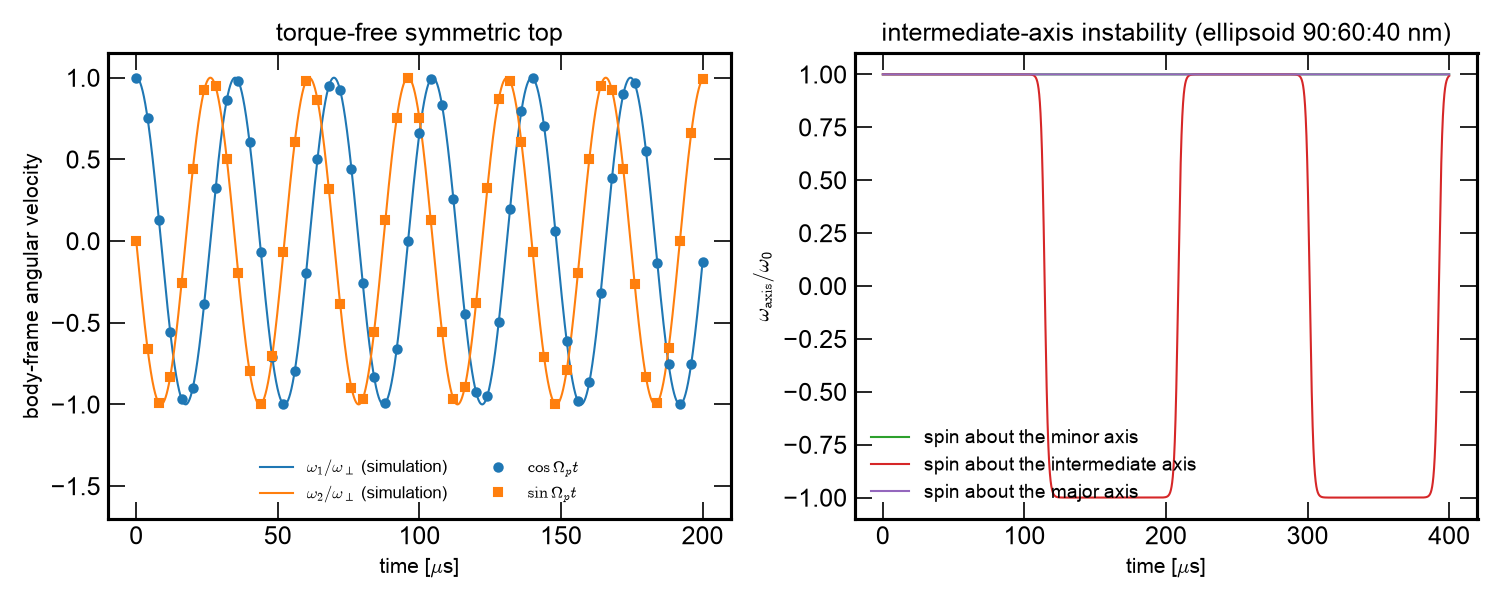 torque-free symmetric top
1.0
0.5
0.0
−0.5
−1.0
−1.5
body-frame angular velocity
ω₁/ω⊥ (simulation)
ω₂/ω⊥ (simulation)
cos Ωₚt
sin Ωₚt
0 50 100 150 200
time [μs]
intermediate-axis instability (ellipsoid 90:60:40 nm)
1.00
0.75
0.50
0.25
0.00
−0.25
−0.50
−0.75
−1.00
ω_axis/ω₀
spin about the minor axis
spin about the intermediate axis
spin about the major axis
0 100 200 300 400
time [μs]